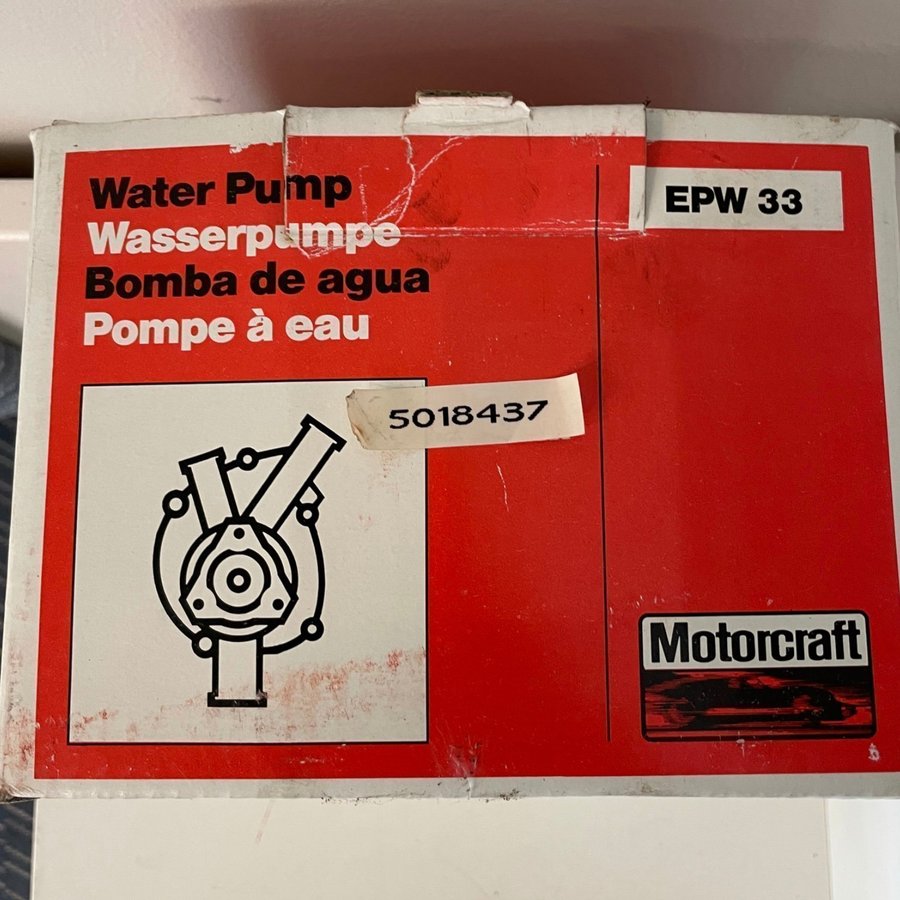 Water Pump
Wasserpumpe
Bomba de agua
Pompe à eau
EPW 33
5018437
Motorcraft